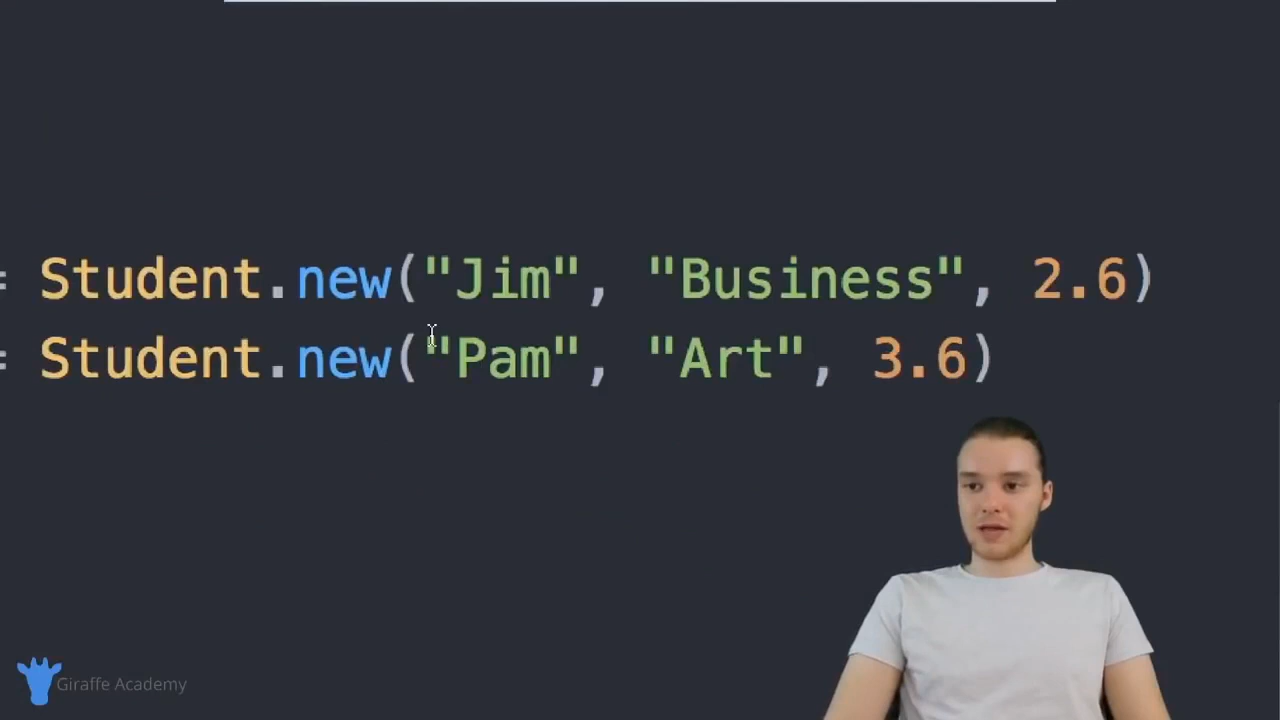 = Student.new("Jim", "Business", 2.6)
= Student.new("Pam", "Art", 3.6)
Giraffe Academy